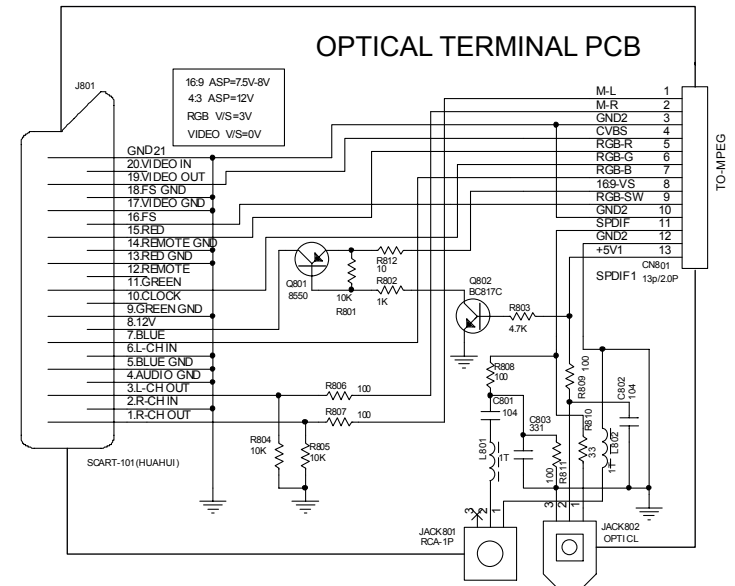 OPTICAL TERMINAL PCB
J801
16:9 ASP=7.5V-8V
4:3 ASP=12V
RGB V/S=3V
VIDEO V/S=0V
GND21
20.VIDEO IN
19.VIDEO OUT
18.FS GND
17.VIDEO GND
16.FS
15.RED
14.REMOTE GND
13.RED GND
12.REMOTE
11.GREEN
10.CLOCK
9.GREEN GND
8.12V
7.BLUE
6.L-CH IN
5.BLUE GND
4.AUDIO GND
3.L-CH OUT
2.R-CH IN
1.R-CH OUT
SCART-101(HUAHUI)
M-L 1
M-R 2
GND2 3
CVBS 4
RGB-R 5
RGB-G 6
RGB-B 7
16:9-VS 8
RGB-SW 9
GND2 10
SPDIF 11
GND2 12
+5V1 13
TO-MPEG
CN801
13p/2.0P
SPDIF1
Q801
8550
R812
10
R802
1K
10K
R801
Q802
BC817C
R803
4.7K
R806 100
R807 100
R804
10K
R805
10K
R808
100
C801
104
L801
1T
C803
331
100
R811
R809 100
R810
33
C802
104
L802
1T
3 2 1
3 2 1
JACK801
RCA-1P
JACK802
OPTICL